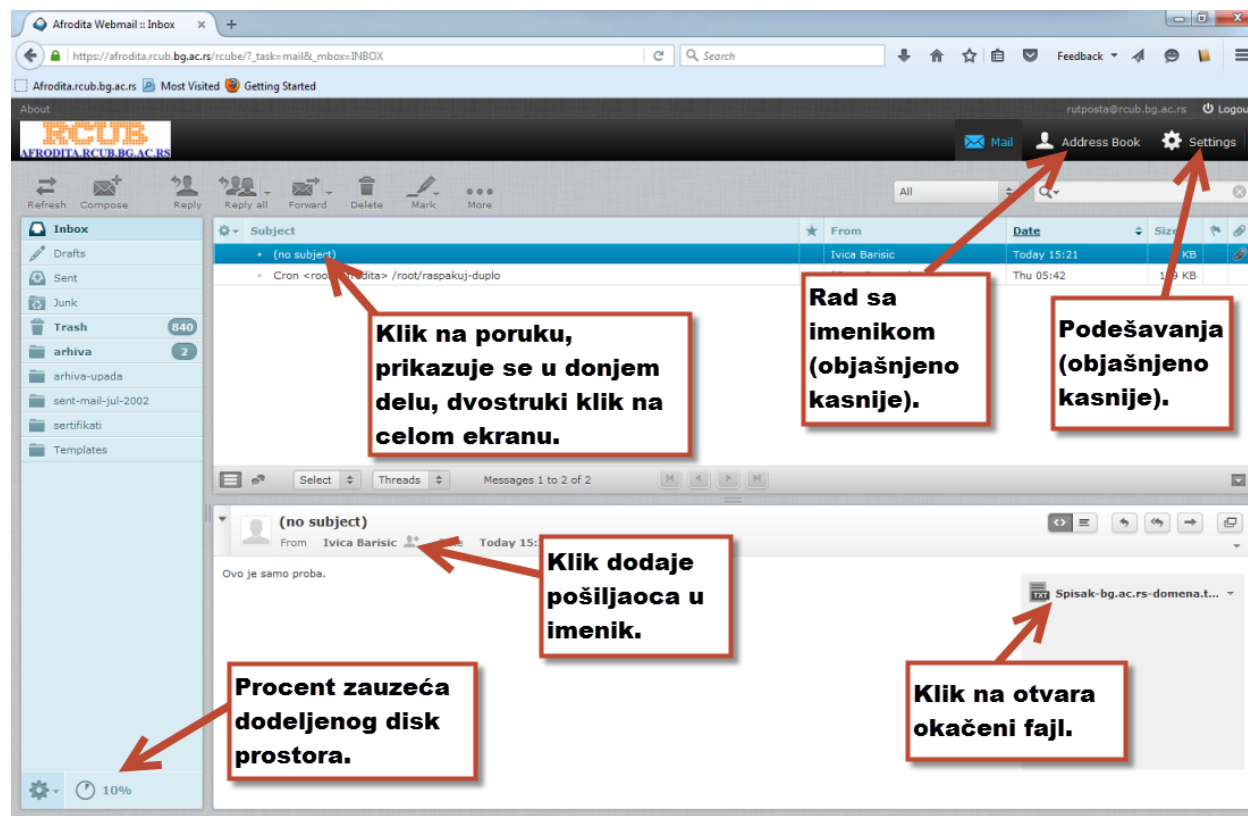 Afrodita Webmail :: Inbox
https://afrodita.rcub.bg.ac.rs/rcube/?_task=mail&_mbox=INBOX
Search
Feedback
Afrodita.rcub.bg.ac.rs Most Visited Getting Started
About
rutposta@rcub.bg.ac.rs Logou
RCUB
AFRODITA.RCUB.BG.AC.RS
Mail Address Book Settings
Refresh Compose Reply Reply all Forward Delete Mark More
All
Inbox
Drafts
Sent
Junk
Trash 840
arhiva 2
arhiva-upada
sent-mail-jul-2002
sertifikati
Templates
Subject From Date Size
(no subject) Ivica Barisic Today 15:21 KB
Cron /root/raspakuj-duplo Thu 05:42 KB
Klik na poruku,
prikazuje se u donjem
delu, dvostruki klik na
celom ekranu.
Rad sa
imenikom
(objašnjeno
kasnije).
Podešavanja
(objašnjeno
kasnije).
Select Threads Messages 1 to 2 of 2
(no subject)
From Ivica Barisic Today 15:
Ovo je samo proba.
Klik dodaje
pošiljaoca u
imenik.
TXT Spisak-bg.ac.rs-domena.t...
Klik na otvara
okačeni fajl.
Procent zauzeća
dodeljenog disk
prostora.
10%